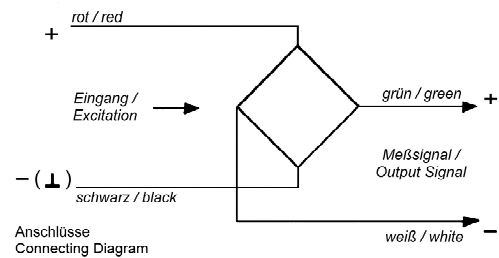 rot / red
+
grün / green
+
Eingang /
Excitation
Meßsignal /
Output Signal
− (⊥)
schwarz / black
Anschlüsse
Connecting Diagram
weiß / white
−